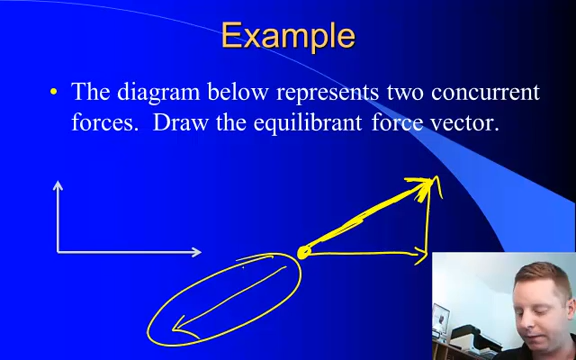 Example
• The diagram below represents two concurrent
forces. Draw the equilibrant force vector.